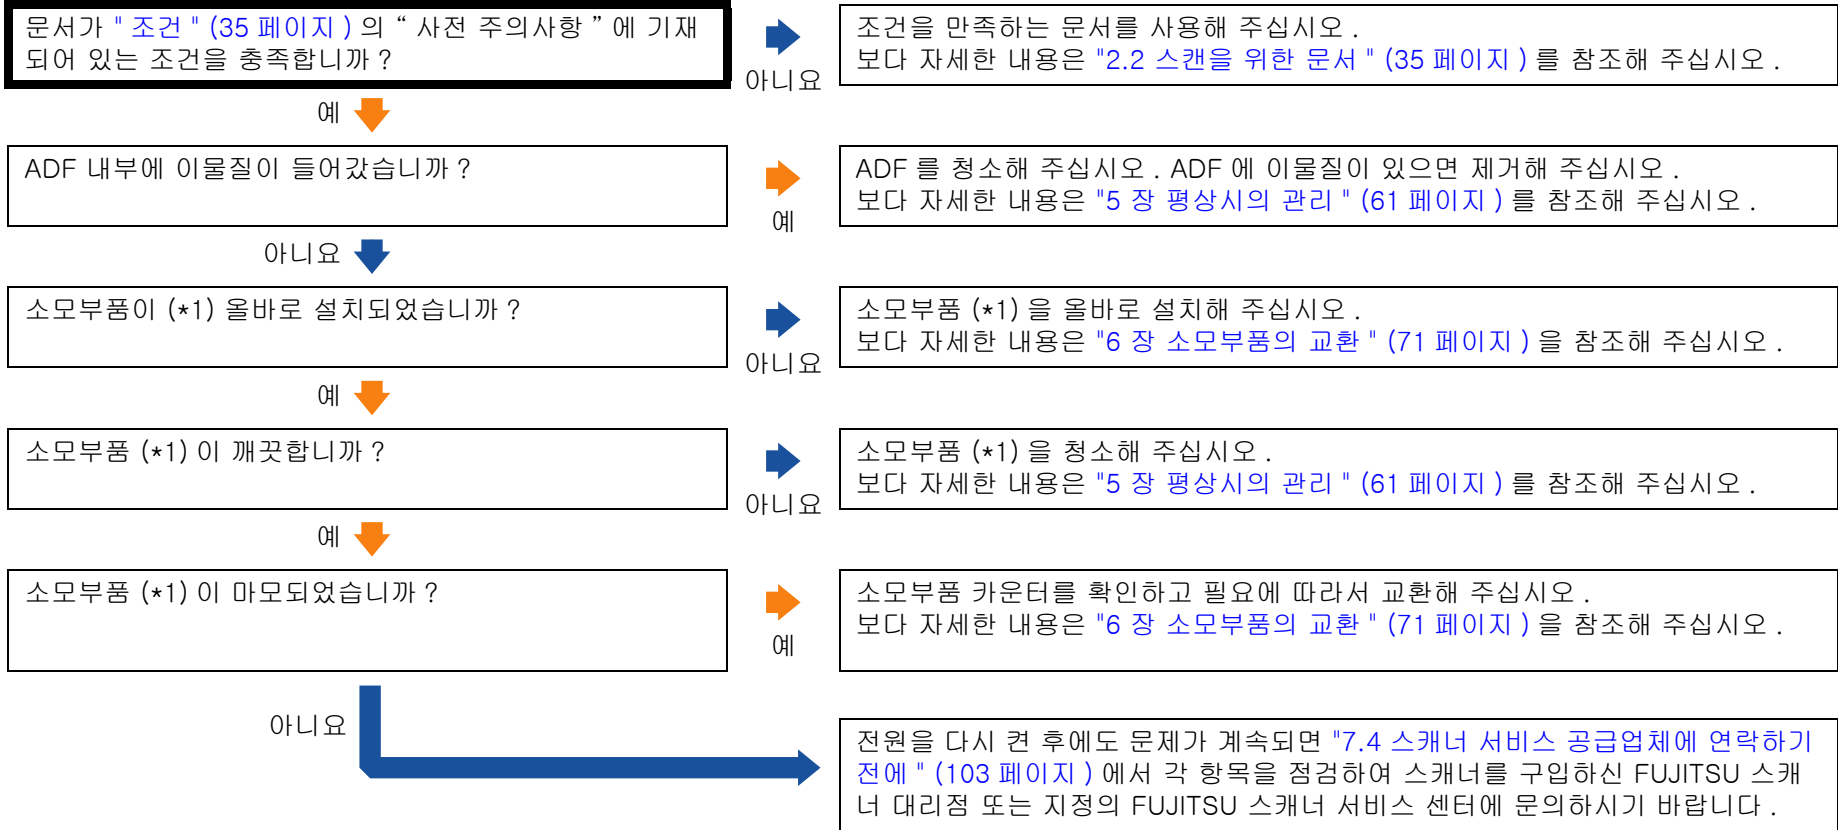 문서가 " 조건 " (35 페이지 ) 의 “ 사전 주의사항 ” 에 기재
되어 있는 조건을 충족합니까 ?
아니요
조건을 만족하는 문서를 사용해 주십시오 .
보다 자세한 내용은 "2.2 스캔을 위한 문서 " (35 페이지 ) 를 참조해 주십시오 .
예
ADF 내부에 이물질이 들어갔습니까 ?
예
ADF 를 청소해 주십시오 . ADF 에 이물질이 있으면 제거해 주십시오 .
보다 자세한 내용은 "5 장 평상시의 관리 " (61 페이지 ) 를 참조해 주십시오 .
아니요
소모부품이 (*1) 올바로 설치되었습니까 ?
아니요
소모부품 (*1) 을 올바로 설치해 주십시오 .
보다 자세한 내용은 "6 장 소모부품의 교환 " (71 페이지 ) 을 참조해 주십시오 .
예
소모부품 (*1) 이 깨끗합니까 ?
아니요
소모부품 (*1) 을 청소해 주십시오 .
보다 자세한 내용은 "5 장 평상시의 관리 " (61 페이지 ) 를 참조해 주십시오 .
예
소모부품 (*1) 이 마모되었습니까 ?
예
소모부품 카운터를 확인하고 필요에 따라서 교환해 주십시오 .
보다 자세한 내용은 "6 장 소모부품의 교환 " (71 페이지 ) 을 참조해 주십시오 .
아니요
전원을 다시 켠 후에도 문제가 계속되면 "7.4 스캐너 서비스 공급업체에 연락하기
전에 " (103 페이지 ) 에서 각 항목을 점검하여 스캐너를 구입하신 FUJITSU 스캐
너 대리점 또는 지정의 FUJITSU 스캐너 서비스 센터에 문의하시기 바랍니다 .